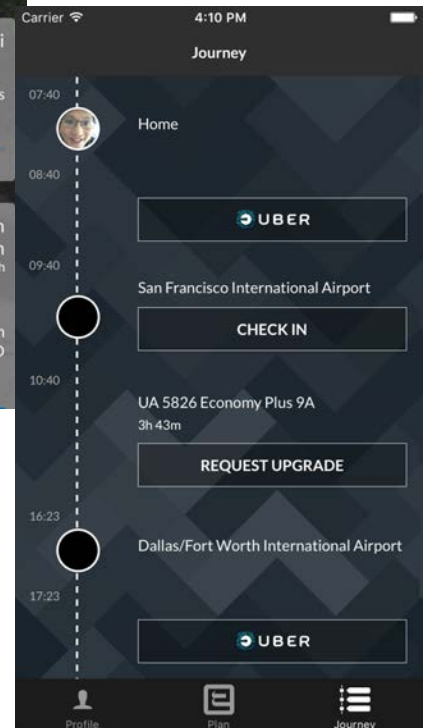 Carrier 4:10 PM
Journey
07:40
Home
08:40
UBER
09:40
San Francisco International Airport
CHECK IN
10:40
UA 5826 Economy Plus 9A
3h 43m
REQUEST UPGRADE
16:23
Dallas/Fort Worth International Airport
17:23
UBER
Profile Plan Journey